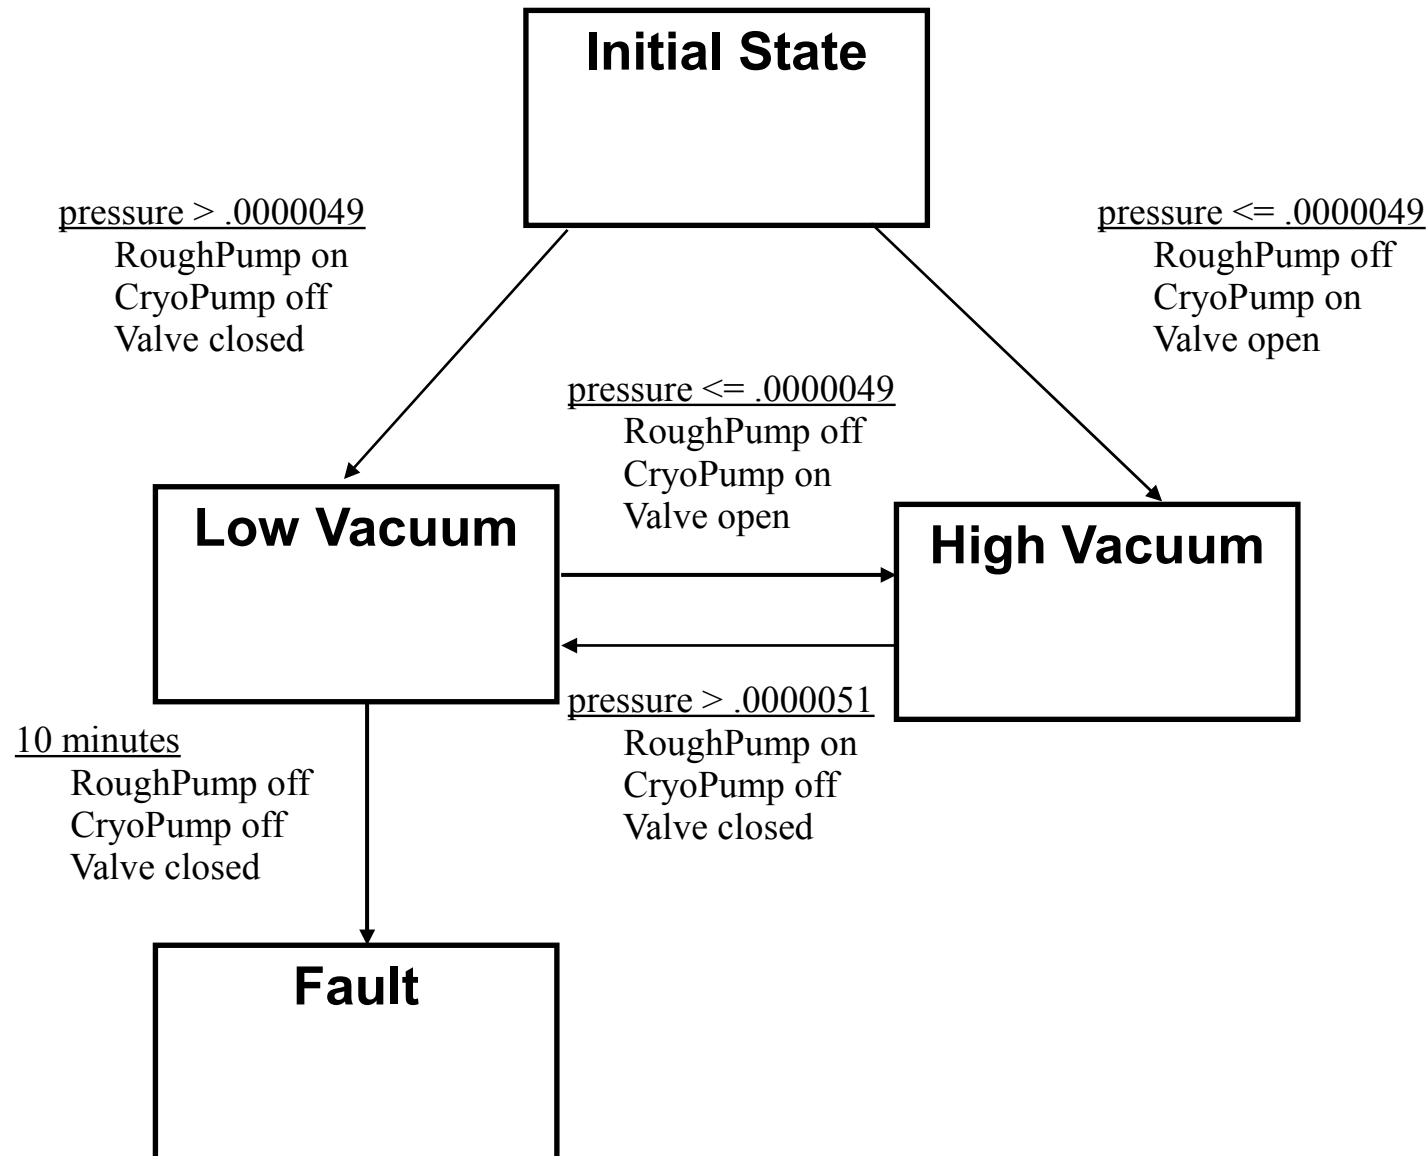 Initial State
pressure > .0000049
RoughPump on
CryoPump off
Valve closed
pressure <= .0000049
RoughPump off
CryoPump on
Valve open
pressure <= .0000049
RoughPump off
CryoPump on
Valve open
Low Vacuum
High Vacuum
pressure > .0000051
RoughPump on
CryoPump off
Valve closed
10 minutes
RoughPump off
CryoPump off
Valve closed
Fault